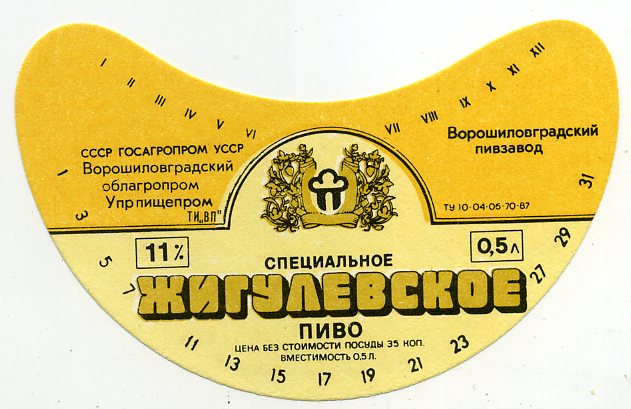 I II III IV V VI VII VIII IX X XI XII
СССР ГОСАГРОПРОМ УССР
Ворошиловградский
облагропром
Упрпищепром
ТИ„ВП"
Ворошиловградский
пивзавод
ТУ 10-04-06-70-87
1 3 5 7 11 13 15 17 19 21 23 27 29 31
11%
0,5 л
СПЕЦИАЛЬНОЕ
ЖИГУЛЕВСКОЕ
ПИВО
ЦЕНА БЕЗ СТОИМОСТИ ПОСУДЫ 35 КОП.
ВМЕСТИМОСТЬ 0,5 Л.